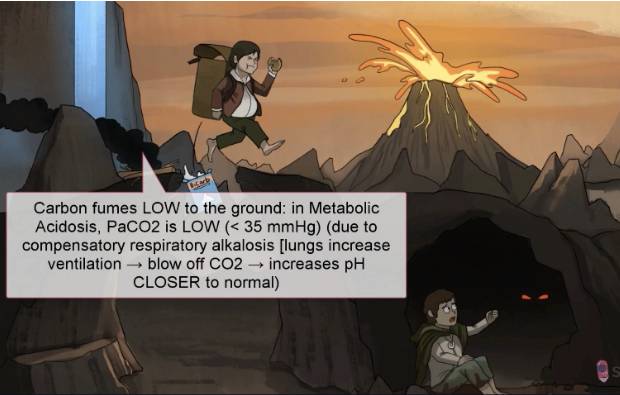 BiCarb
Carbon fumes LOW to the ground: in Metabolic
Acidosis, PaCO2 is LOW (< 35 mmHg) (due to
compensatory respiratory alkalosis [lungs increase
ventilation → blow off CO2 → increases pH
CLOSER to normal)
S